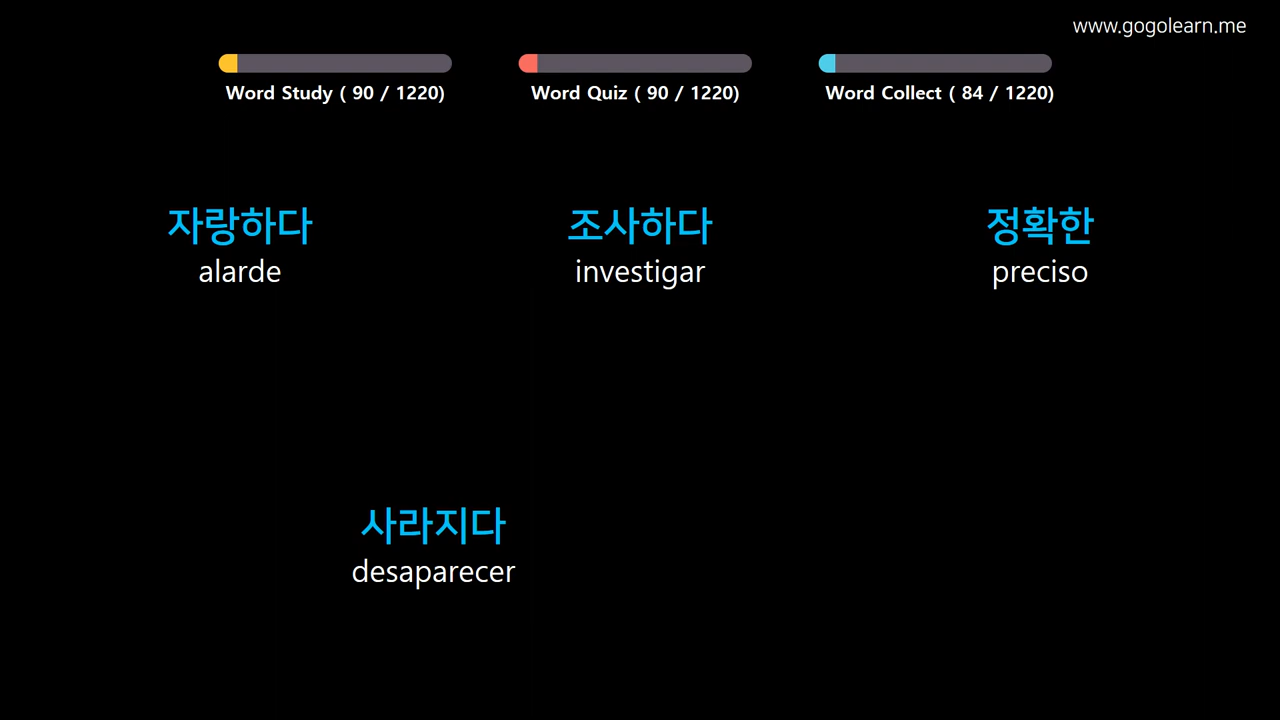 www.gogolearn.me
Word Study ( 90 / 1220)
Word Quiz ( 90 / 1220)
Word Collect ( 84 / 1220)
자랑하다
alarde
조사하다
investigar
정확한
preciso
사라지다
desaparecer